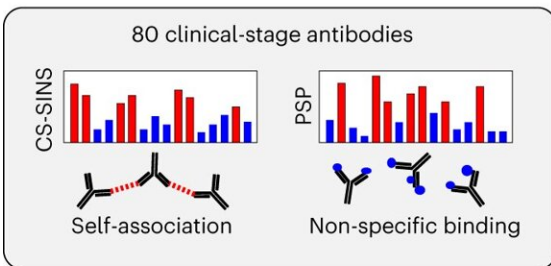 80 clinical-stage antibodies
CS-SINS
PSP
Self-association
Non-specific binding